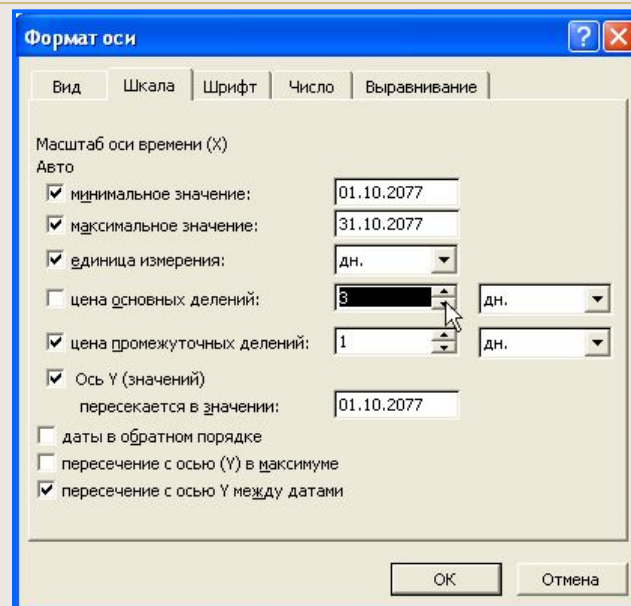 Формат оси
Вид Шкала Шрифт Число Выравнивание
Масштаб оси времени (X)
Авто
минимальное значение: 01.10.2077
максимальное значение: 31.10.2077
единица измерения: дн.
цена основных делений: 3 дн.
цена промежуточных делений: 1 дн.
Ось Y (значений)
пересекается в значении: 01.10.2077
даты в обратном порядке
пересечение с осью (Y) в максимуме
пересечение с осью Y между датами
ОК Отмена